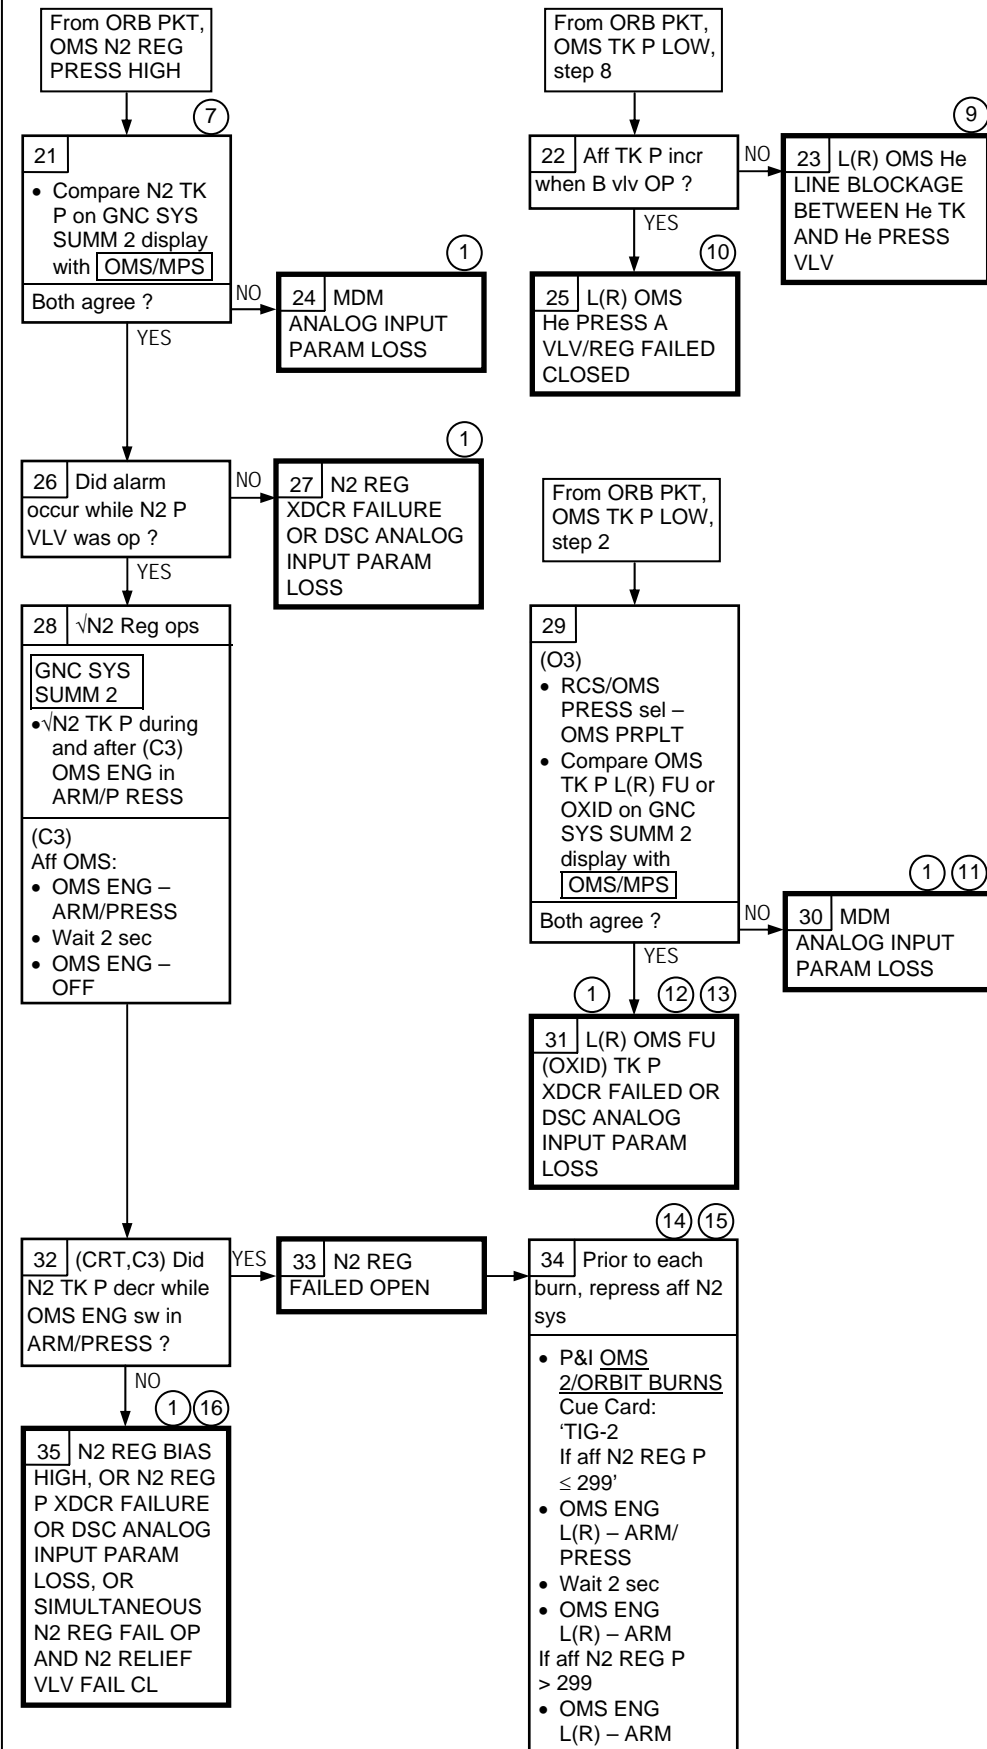 From ORB PKT,
OMS N2 REG
PRESS HIGH
7
21
• Compare N2 TK
P on GNC SYS
SUMM 2 display
with OMS/MPS
Both agree ?
NO
YES
1
24 MDM
ANALOG INPUT
PARAM LOSS
26 Did alarm
occur while N2 P
VLV was op ?
NO
YES
1
27 N2 REG
XDCR FAILURE
OR DSC ANALOG
INPUT PARAM
LOSS
28 √N2 Reg ops
GNC SYS
SUMM 2
•√N2 TK P during
and after (C3)
OMS ENG in
ARM/P RESS
(C3)
Aff OMS:
• OMS ENG –
ARM/PRESS
• Wait 2 sec
• OMS ENG –
OFF
32 (CRT,C3) Did
N2 TK P decr while
OMS ENG sw in
ARM/PRESS ?
YES
NO
33 N2 REG
FAILED OPEN
1 16
35 N2 REG BIAS
HIGH, OR N2 REG
P XDCR FAILURE
OR DSC ANALOG
INPUT PARAM
LOSS, OR
SIMULTANEOUS
N2 REG FAIL OP
AND N2 RELIEF
VLV FAIL CL
From ORB PKT,
OMS TK P LOW,
step 8
22 Aff TK P incr
when B vlv OP ?
NO
YES
9
23 L(R) OMS He
LINE BLOCKAGE
BETWEEN He TK
AND He PRESS
VLV
10
25 L(R) OMS
He PRESS A
VLV/REG FAILED
CLOSED
From ORB PKT,
OMS TK P LOW,
step 2
29
(O3)
• RCS/OMS
PRESS sel –
OMS PRPLT
• Compare OMS
TK P L(R) FU or
OXID on GNC
SYS SUMM 2
display with
OMS/MPS
Both agree ?
NO
YES
1 11
30 MDM
ANALOG INPUT
PARAM LOSS
1 12 13
31 L(R) OMS FU
(OXID) TK P
XDCR FAILED OR
DSC ANALOG
INPUT PARAM
LOSS
14 15
34 Prior to each
burn, repress aff N2
sys
• P&I OMS
2/ORBIT BURNS
Cue Card:
‘TIG-2
If aff N2 REG P
≤ 299’
• OMS ENG
L(R) – ARM/
PRESS
• Wait 2 sec
• OMS ENG
L(R) – ARM
If aff N2 REG P
> 299
• OMS ENG
L(R) – ARM